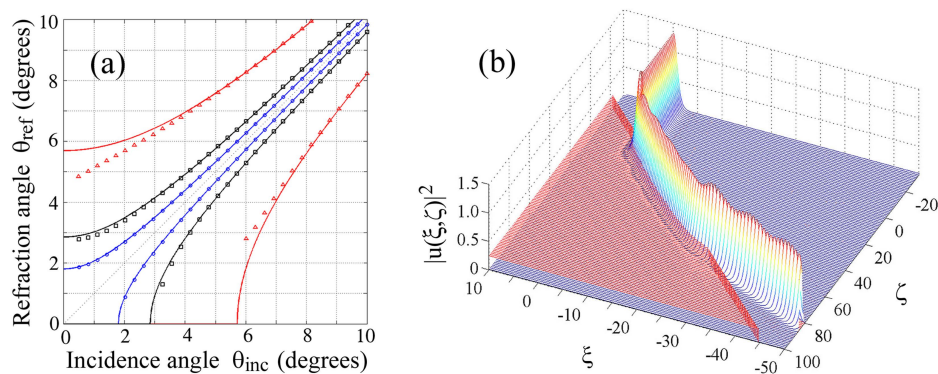 (a)
Refraction angle θref (degrees)
10
8
6
4
2
0
0 2 4 6 8 10
Incidence angle θinc (degrees)
(b)
|u(ξ,ζ)|²
1.5
1
0.5
0
10 0 -10 -20 -30 -40 -50
ξ
-20
0
20
40
60
80
100
ζ